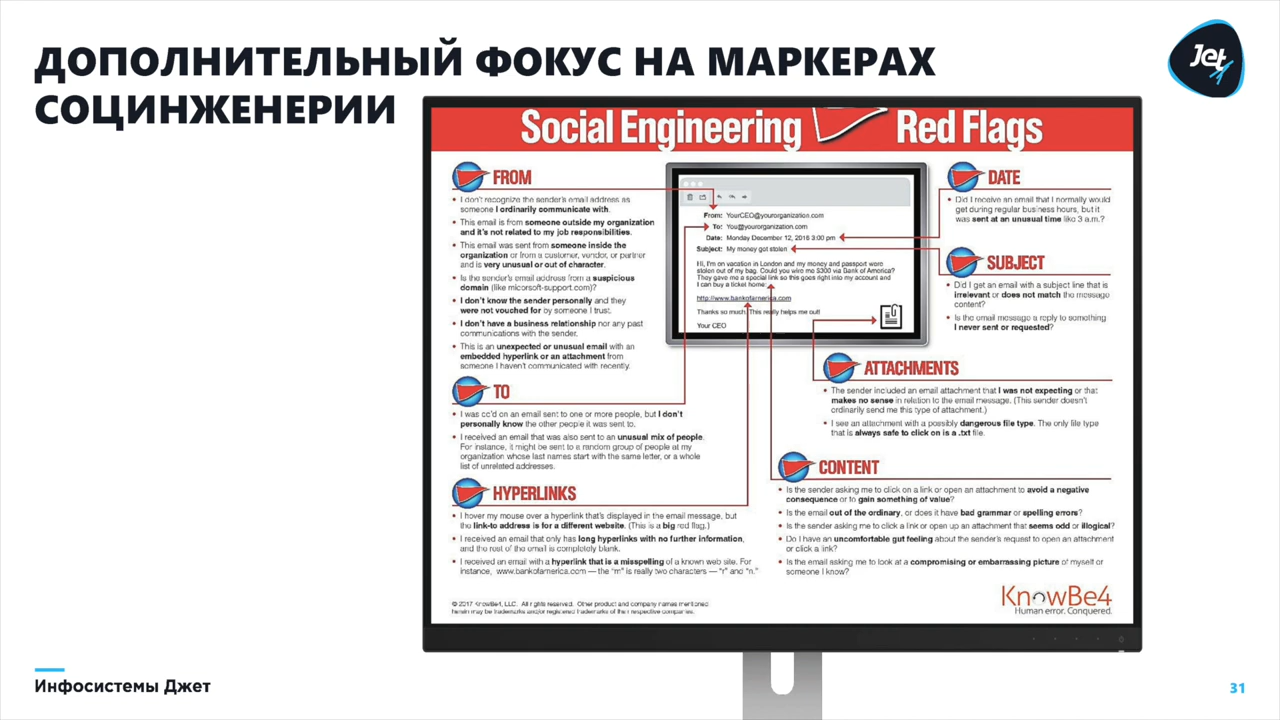 ДОПОЛНИТЕЛЬНЫЙ ФОКУС НА МАРКЕРАХ
СОЦИНЖЕНЕРИИ
Jet
Social Engineering Red Flags
FROM
• I don't recognize the sender's email address as
someone I ordinarily communicate with.
• This email is from someone outside my organization
and it's not related to my job responsibilities.
• This email was sent from someone inside the
organization or from a customer, vendor, or partner
and is very unusual or out of character.
• Is the sender's email address from a suspicious
domain (like micorsoft-support.com)?
• I don't know the sender personally and they
were not vouched for by someone I trust.
• I don't have a business relationship nor any past
communications with the sender.
• This is an unexpected or unusual email with an
embedded hyperlink or an attachment from
someone I haven't communicated with recently.
TO
• I was cc'd on an email sent to one or more people, but I don't
personally know the other people it was sent to.
• I received an email that was also sent to an unusual mix of people.
For instance, it might be sent to a random group of people at my
organization whose last names start with the same letter, or a whole
list of unrelated addresses.
HYPERLINKS
• I hover my mouse over a hyperlink that's displayed in the email message, but
the link-to address is for a different website. (This is a big red flag.)
• I received an email that only has long hyperlinks with no further information,
and the rest of the email is completely blank.
• I received an email with a hyperlink that is a misspelling of a known web site. For
instance, www.bankofarnerica.com — the "m" is really two characters — "r" and "n."
© 2017 KnowBe4, LLC. All rights reserved. Other product and company names mentioned
herein may be trademarks and/or registered trademarks of their respective companies.
From: YourCEO@yourorganization.com
To: You@yourorganization.com
Date: Monday December 12, 2016 3:00 pm
Subject: My money got stolen
Hi, I'm on vacation in London and my money and passport were
stolen out of my bag. Could you wire me $300 via Bank of America?
They gave me a special link so this goes right into my account and
I can buy a ticket home:
http://www.bankofarnerica.com
Thanks so much. This really helps me out!
Your CEO
DATE
• Did I receive an email that I normally would
get during regular business hours, but it
was sent at an unusual time like 3 a.m.?
SUBJECT
• Did I get an email with a subject line that is
irrelevant or does not match the message
content?
• Is the email message a reply to something
I never sent or requested?
ATTACHMENTS
• The sender included an email attachment that I was not expecting or that
makes no sense in relation to the email message. (This sender doesn't
ordinarily send me this type of attachment.)
• I see an attachment with a possibly dangerous file type. The only file type
that is always safe to click on is a .txt file.
CONTENT
• Is the sender asking me to click on a link or open an attachment to avoid a negative
consequence or to gain something of value?
• Is the email out of the ordinary, or does it have bad grammar or spelling errors?
• Is the sender asking me to click a link or open up an attachment that seems odd or illogical?
• Do I have an uncomfortable gut feeling about the sender's request to open an attachment
or click a link?
• Is the email asking me to look at a compromising or embarrassing picture of myself or
someone I know?
KnowBe4
Human error. Conquered.
Инфосистемы Джет
31